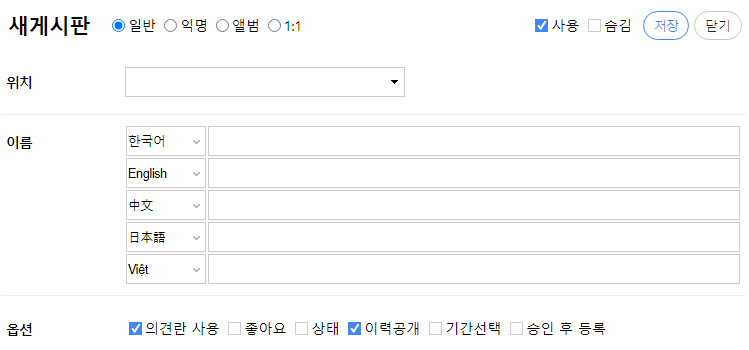 새게시판 일반 익명 앨범 1:1 사용 숨김 저장 닫기
위치
이름 한국어
English
中文
日本語
Việt
옵션 의견란 사용 좋아요 상태 이력공개 기간선택 승인 후 등록